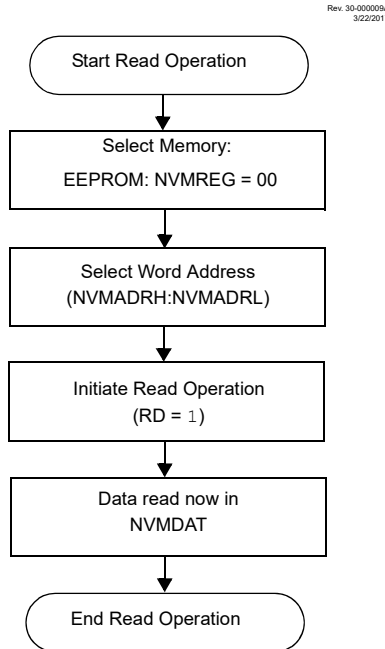 Rev. 30-000009A
3/22/201
Start Read Operation
Select Memory:
EEPROM: NVMREG = 00
Select Word Address
(NVMADRH:NVMADRL)
Initiate Read Operation
(RD = 1)
Data read now in
NVMDAT
End Read Operation